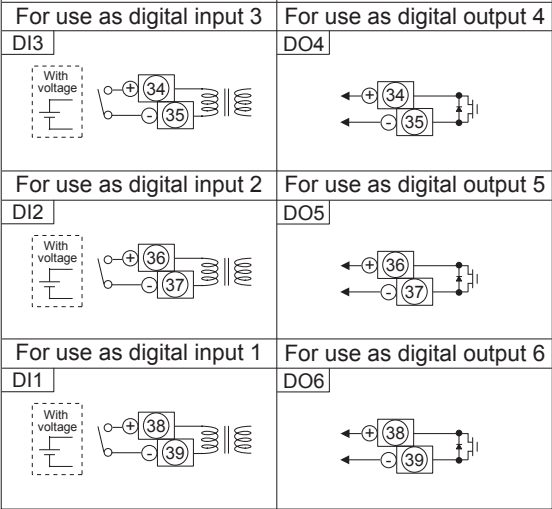 For use as digital input 3
For use as digital output 4
DI3
DO4
With
voltage
+ 34
- 35
+ 34
- 35
For use as digital input 2
For use as digital output 5
DI2
DO5
With
voltage
+ 36
- 37
+ 36
- 37
For use as digital input 1
For use as digital output 6
DI1
DO6
With
voltage
+ 38
- 39
+ 38
- 39